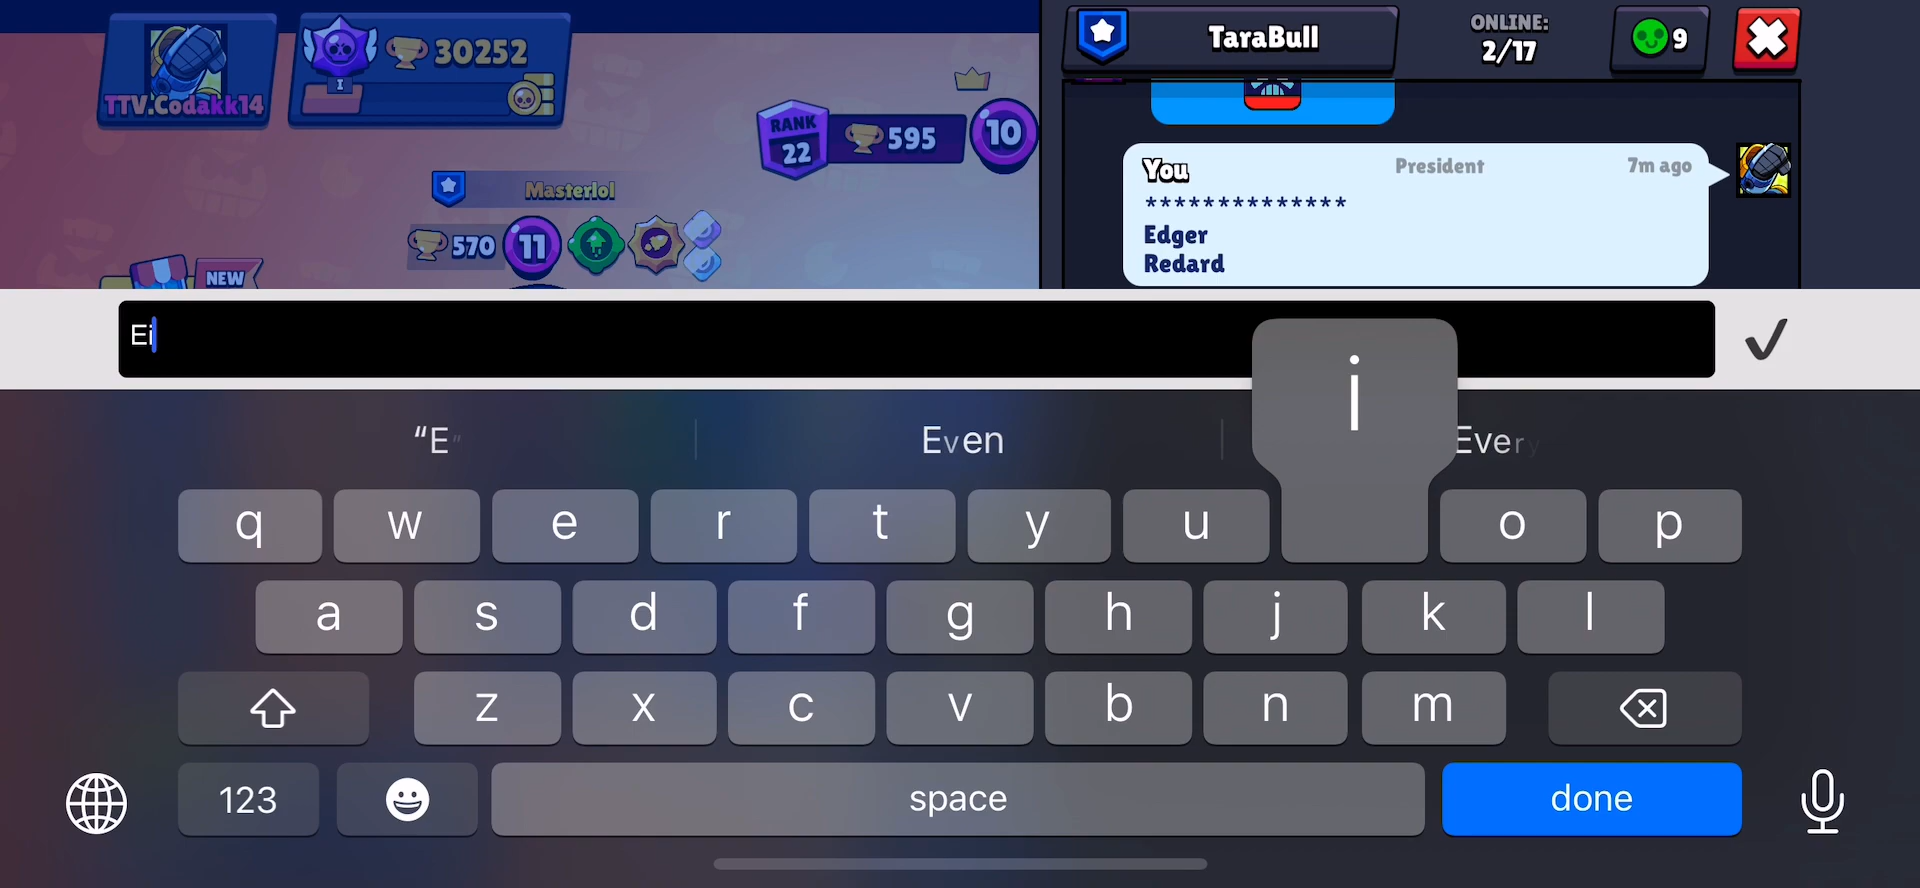 TTV.Codakk14
30252
I
RANK
22
595
10
Masterlol
570
11
NEW
TaraBull
ONLINE:
2/17
9
You
President
7m ago
**************
Edger
Redard
Ei
“E”
Even
Every
i
q w e r t y u o p
a s d f g h j k l
z x c v b n m
123
space
done